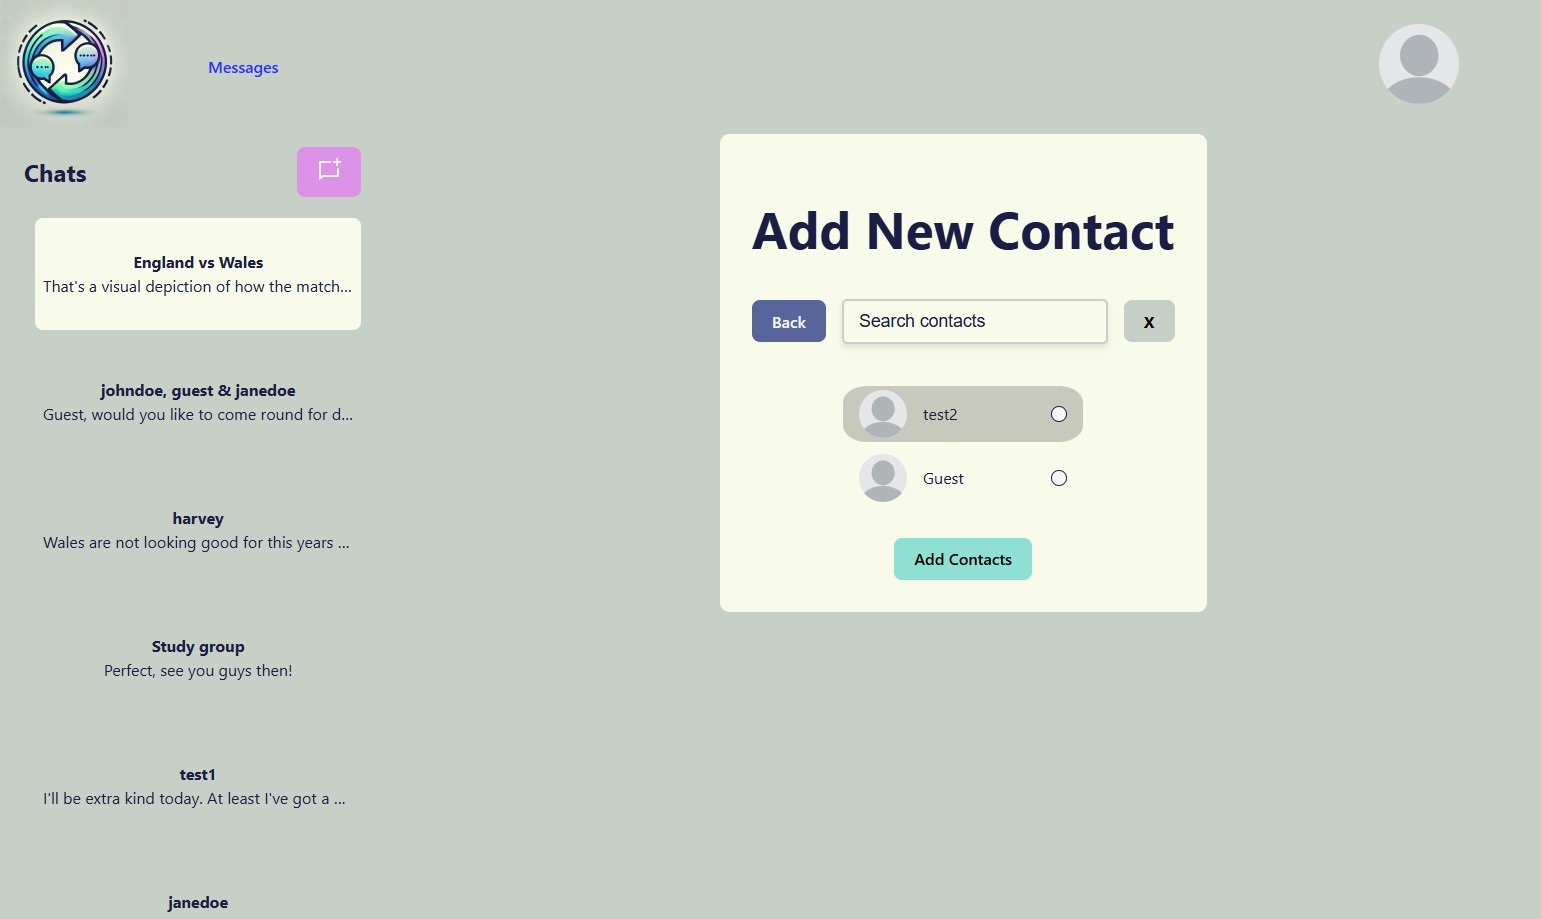 Messages
Chats
England vs Wales
That's a visual depiction of how the match...
johndoe, guest & janedoe
Guest, would you like to come round for d...
harvey
Wales are not looking good for this years ...
Study group
Perfect, see you guys then!
test1
I'll be extra kind today. At least I've got a ...
janedoe
Add New Contact
Back
Search contacts
X
test2
Guest
Add Contacts